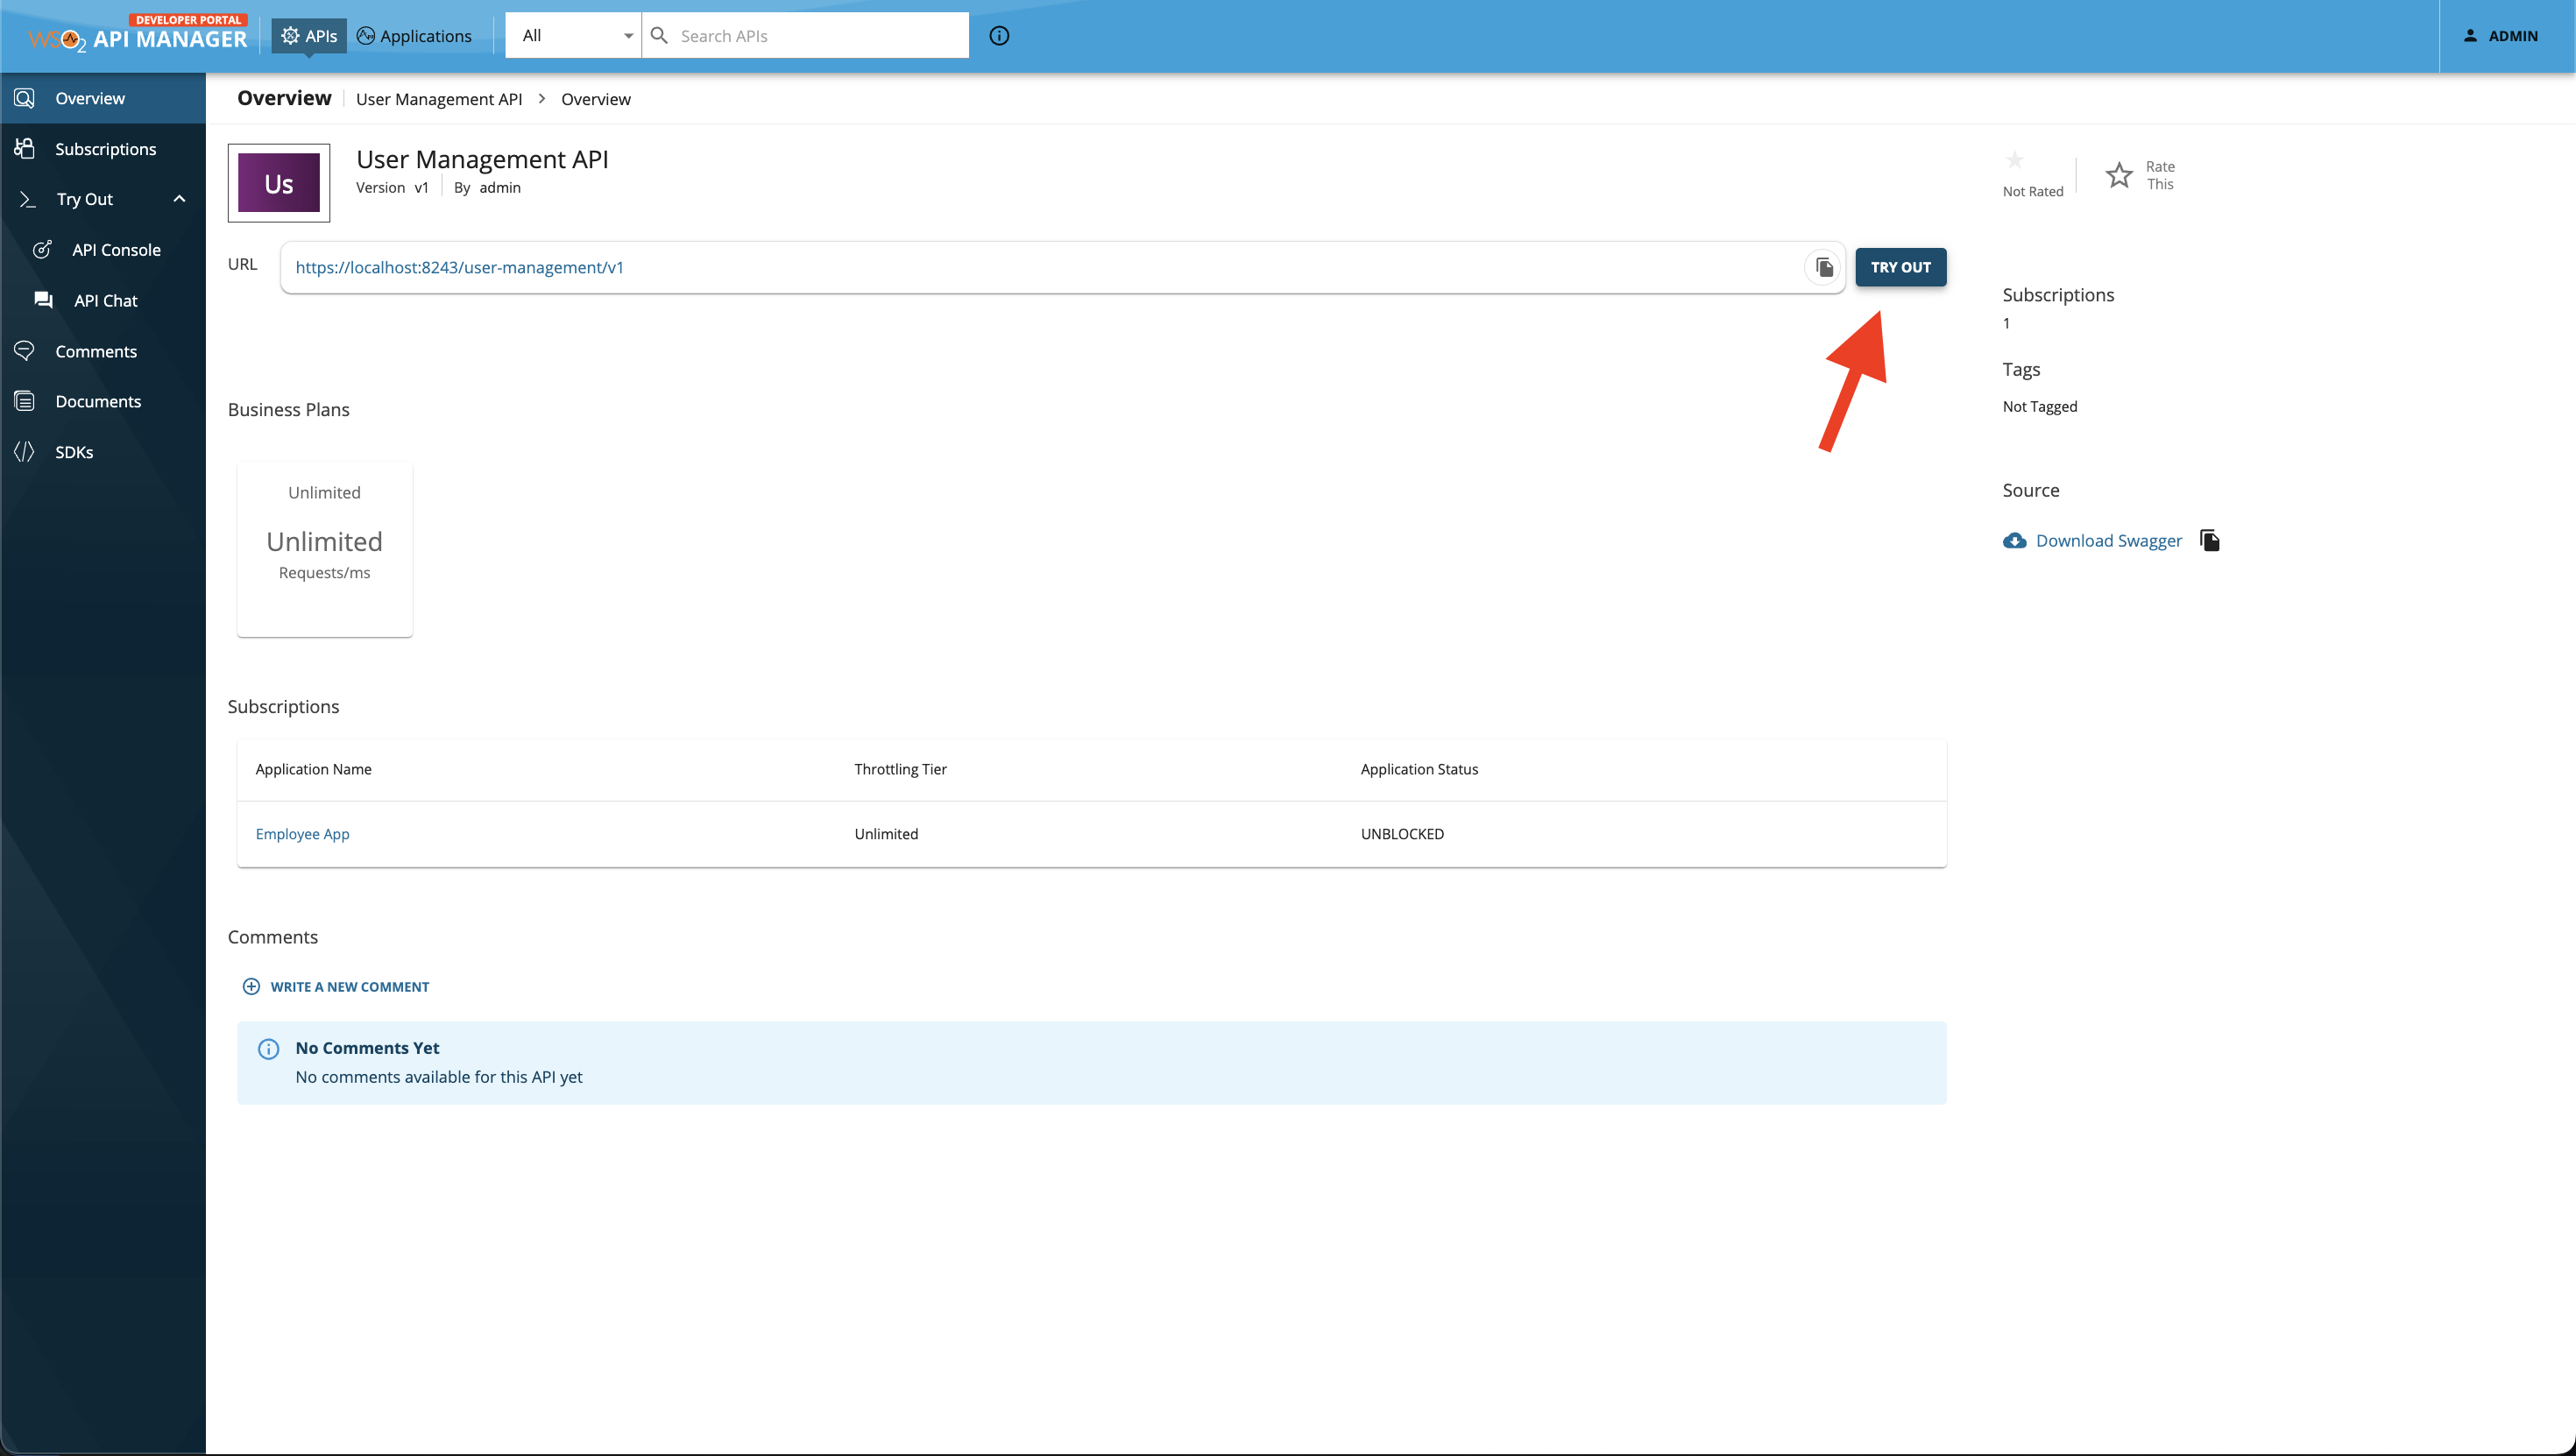 DEVELOPER PORTAL
WSO2 API MANAGER
APIs
Applications
All
Search APIs
ADMIN
Overview
Subscriptions
Try Out
API Console
API Chat
Comments
Documents
SDKs
Overview
User Management API > Overview
Us
User Management API
Version v1
By admin
Not Rated
Rate
This
URL
https://localhost:8243/user-management/v1
TRY OUT
Subscriptions
1
Tags
Not Tagged
Source
Download Swagger
Business Plans
Unlimited
Unlimited
Requests/ms
Subscriptions
Application Name Throttling Tier Application Status
Employee App Unlimited UNBLOCKED
Comments
WRITE A NEW COMMENT
No Comments Yet
No comments available for this API yet